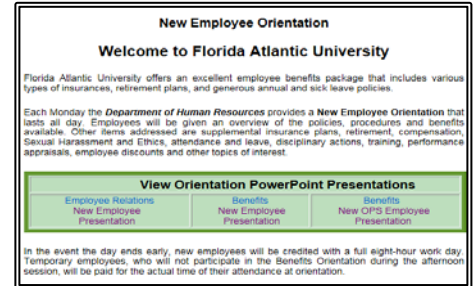 New Employee Orientation
Welcome to Florida Atlantic University
Florida Atlantic University offers an excellent employee benefits package that includes various
types of insurances, retirement plans, and generous annual and sick leave policies.
Each Monday the Department of Human Resources provides a New Employee Orientation that
lasts all day. Employees will be given an overview of the policies, procedures and benefits
available. Other items addressed are supplemental insurance plans, retirement, compensation,
Sexual Harassment and Ethics, attendance and leave, disciplinary actions, training, performance
appraisals, employee discounts and other topics of interest.
View Orientation PowerPoint Presentations
Employee Relations Benefits Benefits
New Employee New Employee New OPS Employee
Presentation Presentation Presentation
In the event the day ends early, new employees will be credited with a full eight-hour work day.
Temporary employees, who will not participate in the Benefits Orientation during the afternoon
session, will be paid for the actual time of their attendance at orientation.